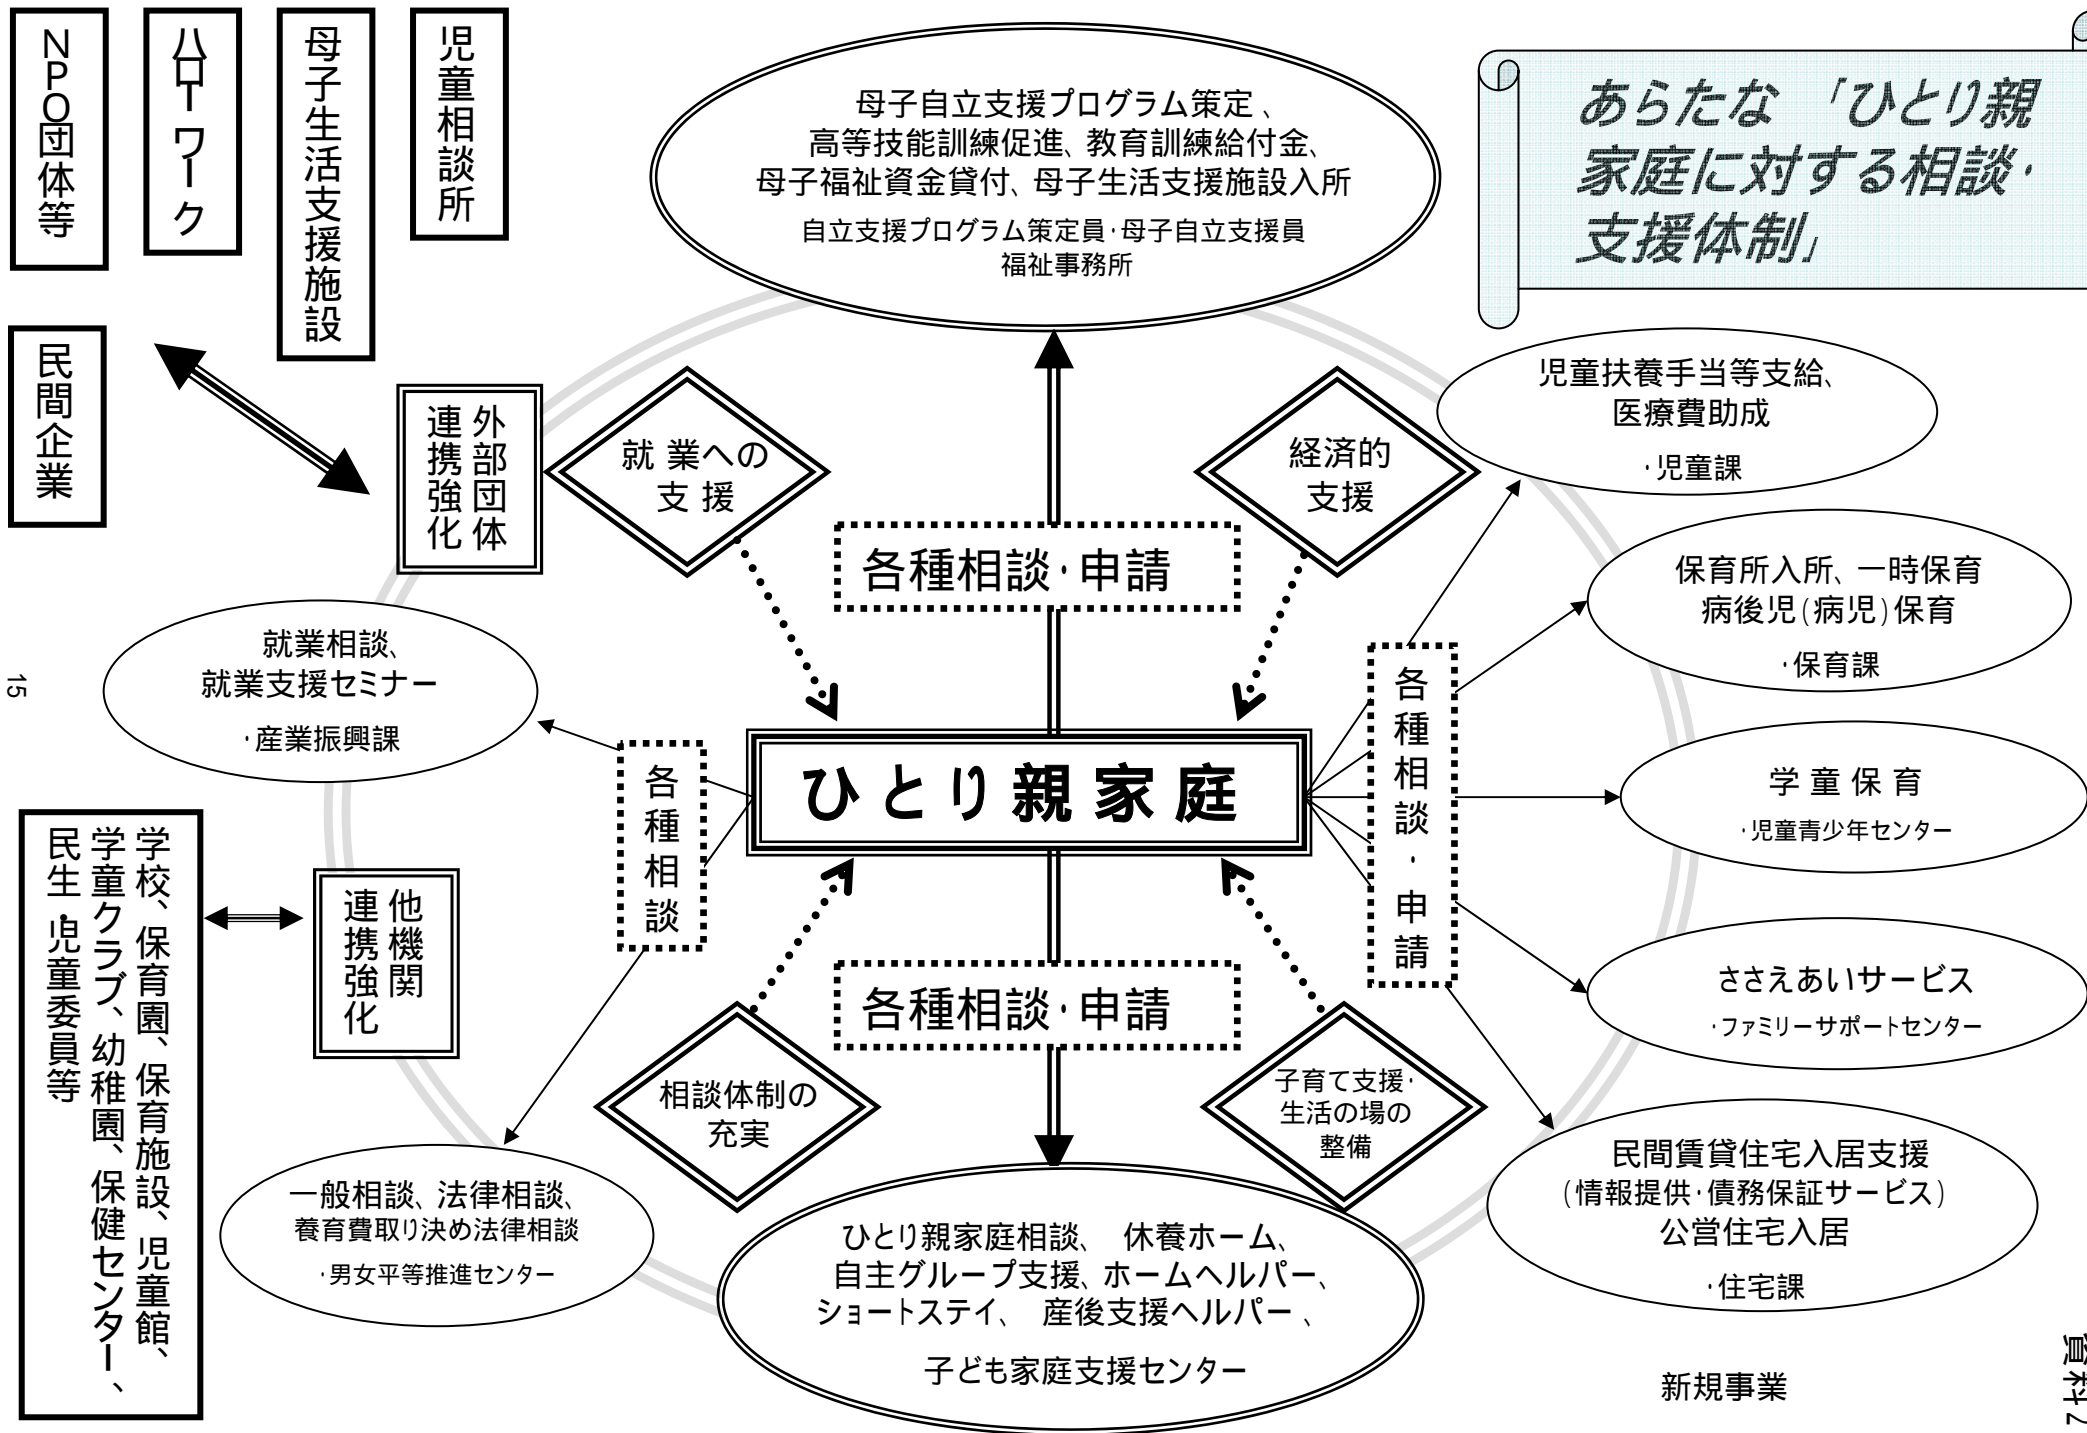 あらたな 「ひとり親
家庭に対する相談・
支援体制」
NPO団体等
ハローワーク
母子生活支援施設
児童相談所
民間企業
母子自立支援プログラム策定、
高等技能訓練促進、教育訓練給付金、
母子福祉資金貸付、母子生活支援施設入所
自立支援プログラム策定員・母子自立支援員
福祉事務所
外部団体
連携強化
就 業への
支 援
経済的
支援
児童扶養手当等支給、
医療費助成
・児童課
各種相談・申請
保育所入所、一時保育
病後児(病児)保育
・保育課
就業相談、
就業支援セミナー
・産業振興課
15
各種相談
ひとり親家庭
各種相談・申請
学 童 保 育
・児童青少年センター
学校、保育園、保育施設、児童館、
学童クラブ、幼稚園、保健センター、
民生・児童委員等
他機関
連携強化
各種相談・申請
ささえあいサービス
・ファミリーサポートセンター
相談体制の
充実
子育て支援・
生活の場の
整備
一般相談、法律相談、
養育費取り決め法律相談
・男女平等推進センター
ひとり親家庭相談、 休養ホーム、
自主グループ支援、ホームヘルパー、
ショートステイ、 産後支援ヘルパー 、
子ども家庭支援センター
民間賃貸住宅入居支援
(情報提供・債務保証サービス)
公営住宅入居
・住宅課
新規事業
資料2